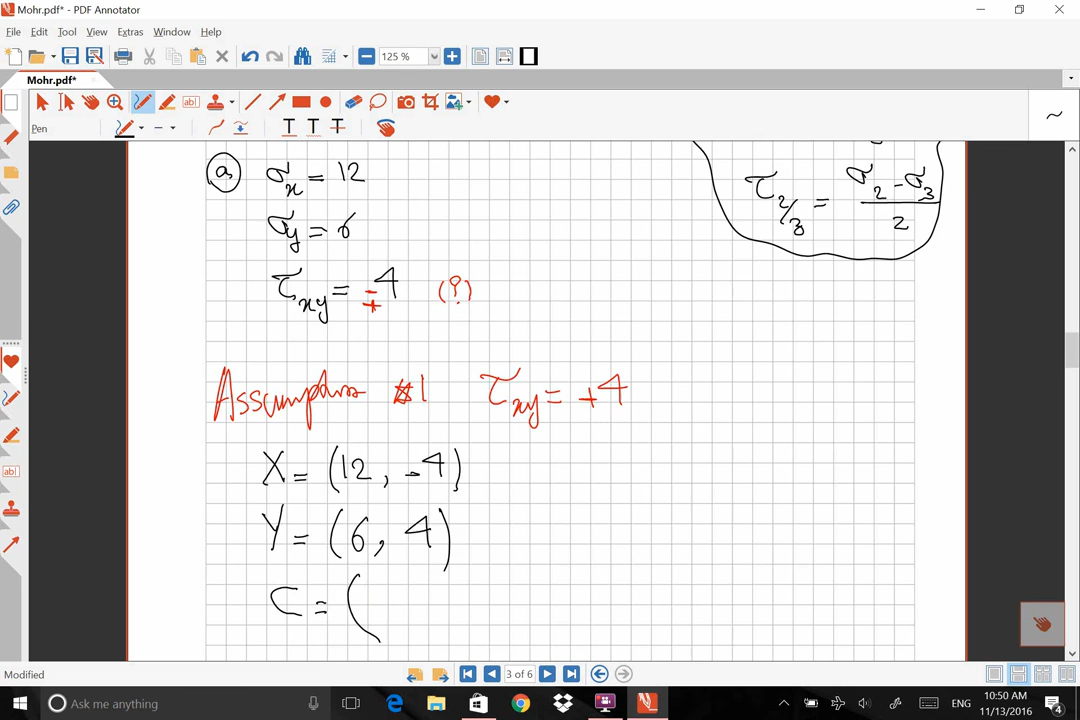 Mohr.pdf* - PDF Annotator
File Edit Tool View Extras Window Help
125 %
Mohr.pdf*
Pen
ⓐ σx = 12
σy = 6
τxy = ∓4 (?)
τ2/3 = (σ2 - σ3)/2
#1 τxy = +4
X = (12, -4)
Y = (6, 4)
C = (
Modified
3 of 6
Ask me anything
ENG
10:50 AM
11/13/2016
4